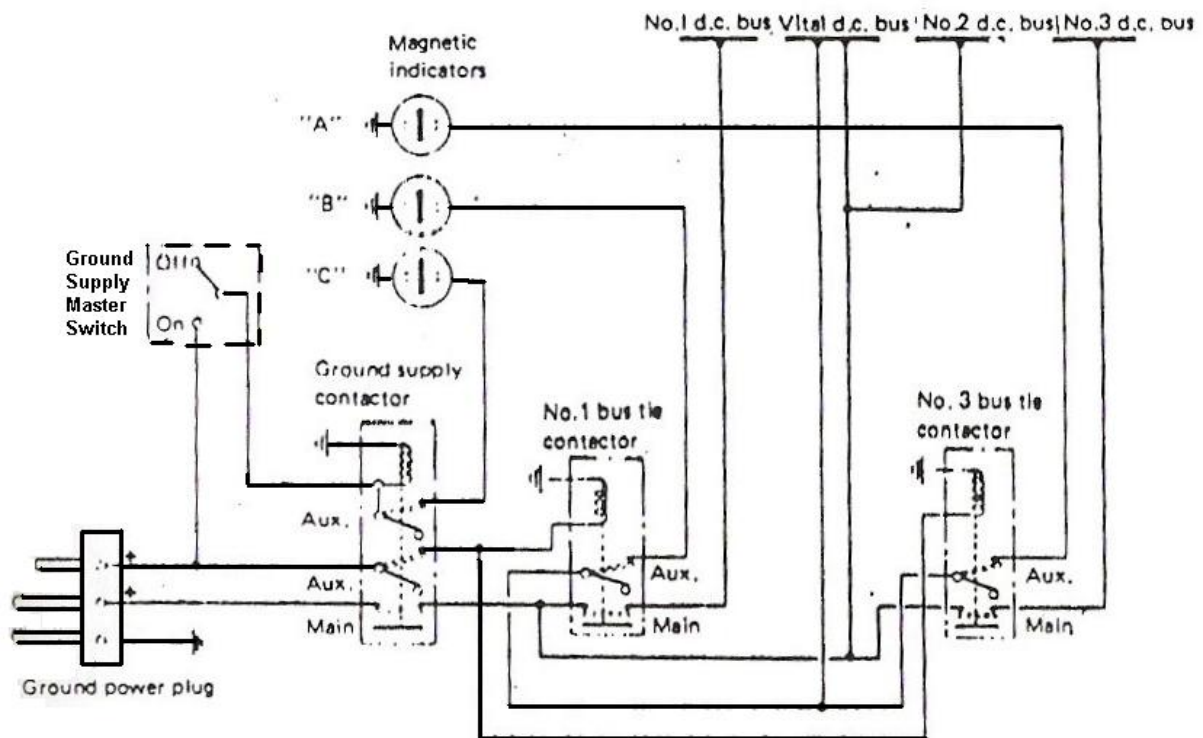 No.1 d.c. bus Vital d.c. bus No.2 d.c. bus No.3 d.c. bus
Magnetic
indicators
"A"
"B"
"C"
Ground
Supply
Master
Switch
Off
On
Ground supply
contactor
No.1 bus tie
contactor
No. 3 bus tie
contactor
Aux.
Aux.
Main
Aux.
Main
Aux.
Main
+
+
Ground power plug